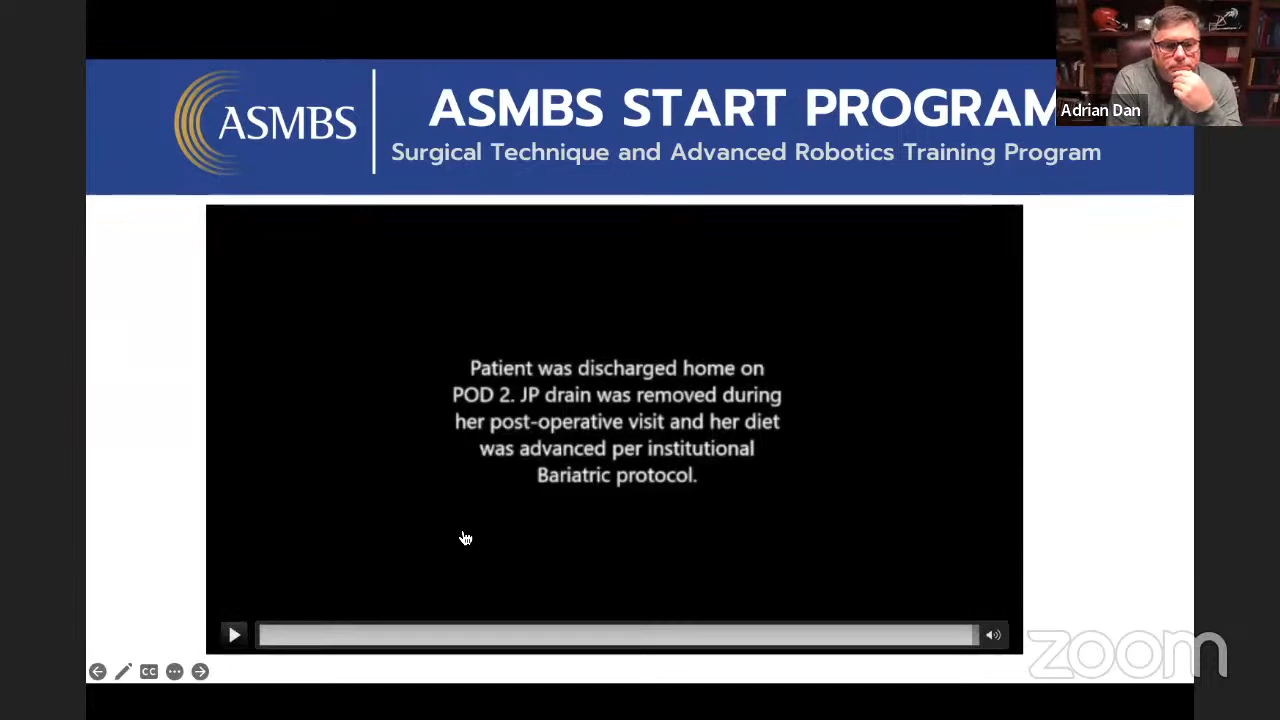 ASMBS
ASMBS START PROGRAM
Surgical Technique and Advanced Robotics Training Program
Adrian Dan
Patient was discharged home on
POD 2. JP drain was removed during
her post-operative visit and her diet
was advanced per institutional
Bariatric protocol.
CC
zoom